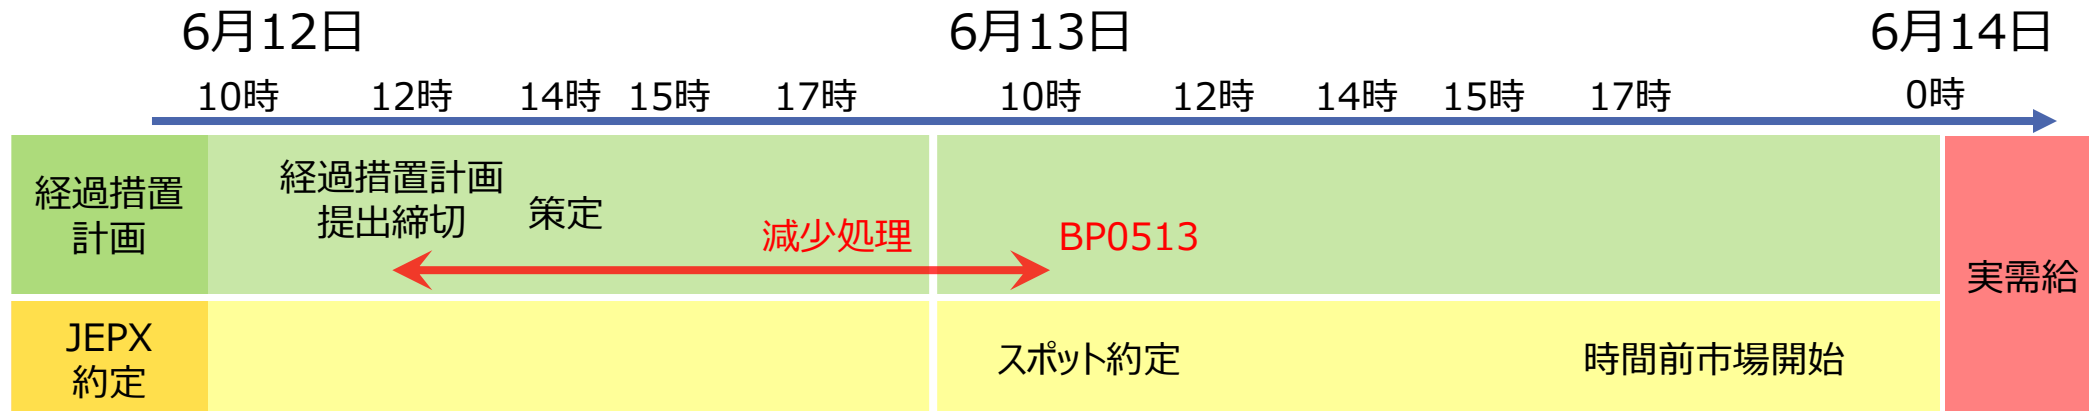 6月12日 6月13日 6月14日
10時 12時 14時 15時 17時 10時 12時 14時 15時 17時 0時
経過措置
計画
経過措置計画
提出締切
策定
減少処理
BP0513
実需給
JEPX
約定
スポット約定
時間前市場開始